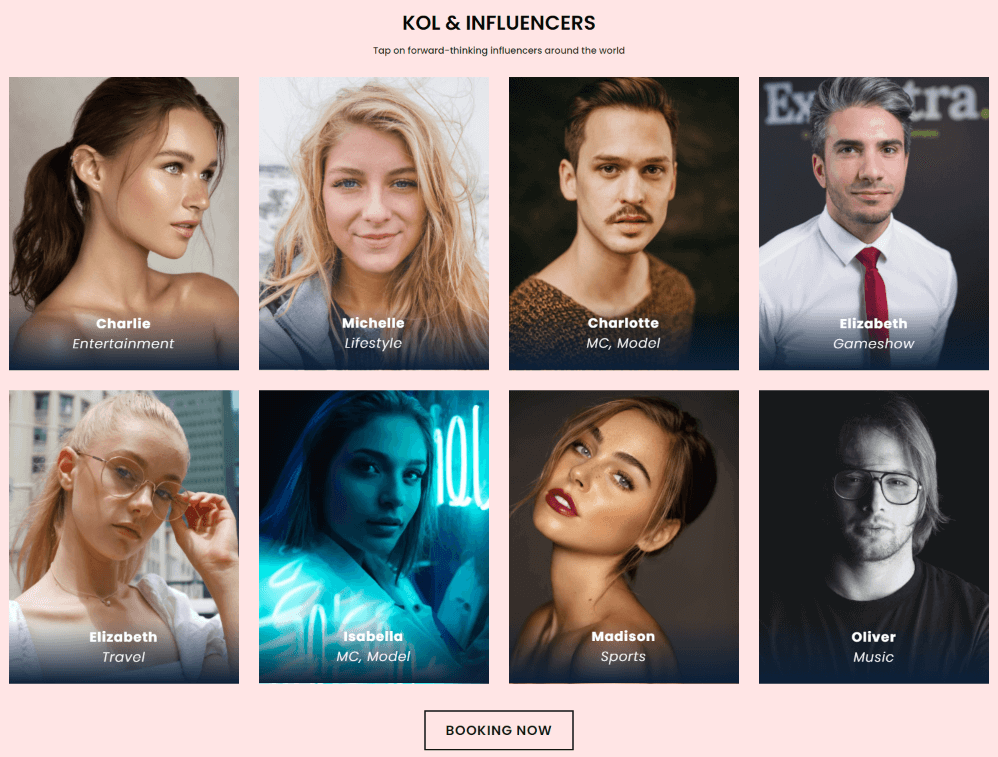 KOL & INFLUENCERS
Tap on forward-thinking influencers around the world
Charlie
Entertainment
Michelle
Lifestyle
Charlotte
MC, Model
Elizabeth
Gameshow
Elizabeth
Travel
Isabella
MC, Model
Madison
Sports
Oliver
Music
BOOKING NOW